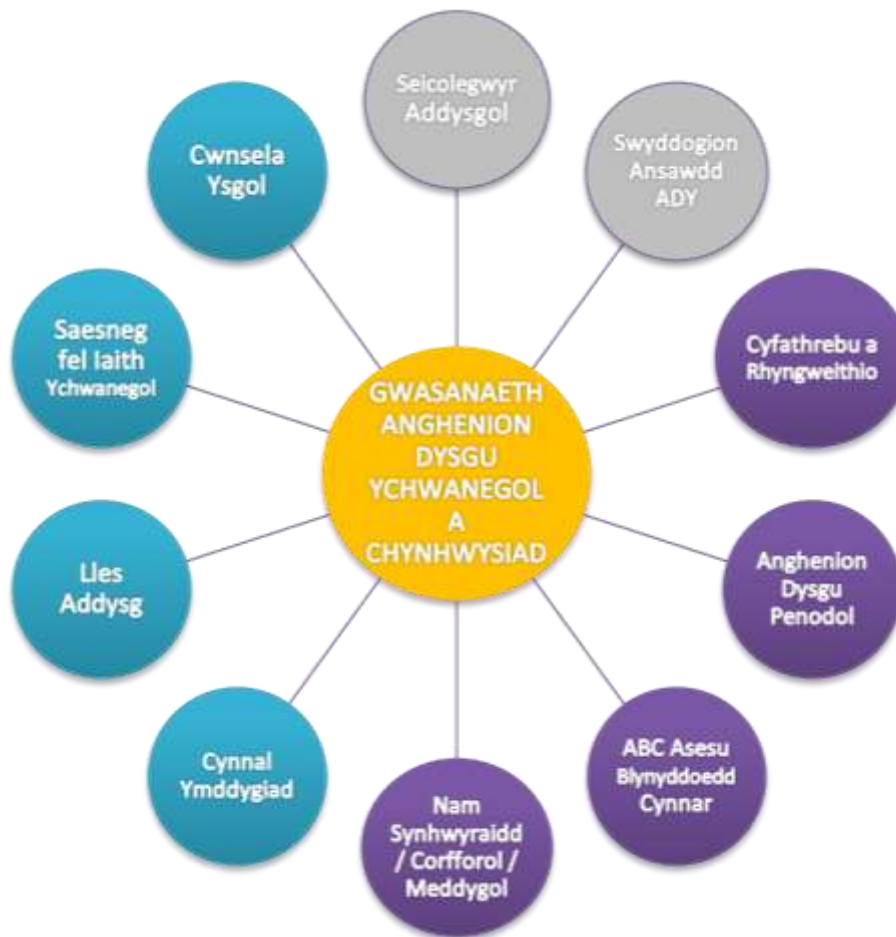 Seicolegwyr
Addysgol
Swyddogion
Ansawdd
ADY
Cyfathrebu a
Rhyngweithio
Anghenion
Dysgu
Penodol
ABC Asesu
Blynyddoedd
Cynnar
Nam
Synhwyraidd
/ Corfforol /
Meddygol
Cynnal
Ymddygiad
Lles
Addysg
Saesneg
fel Iaith
Ychwanegol
Cwnsela
Ysgol
GWASANAETH
ANGHENION
DYSGU
YCHWANEGOL
A
CHYNHWYSIAD